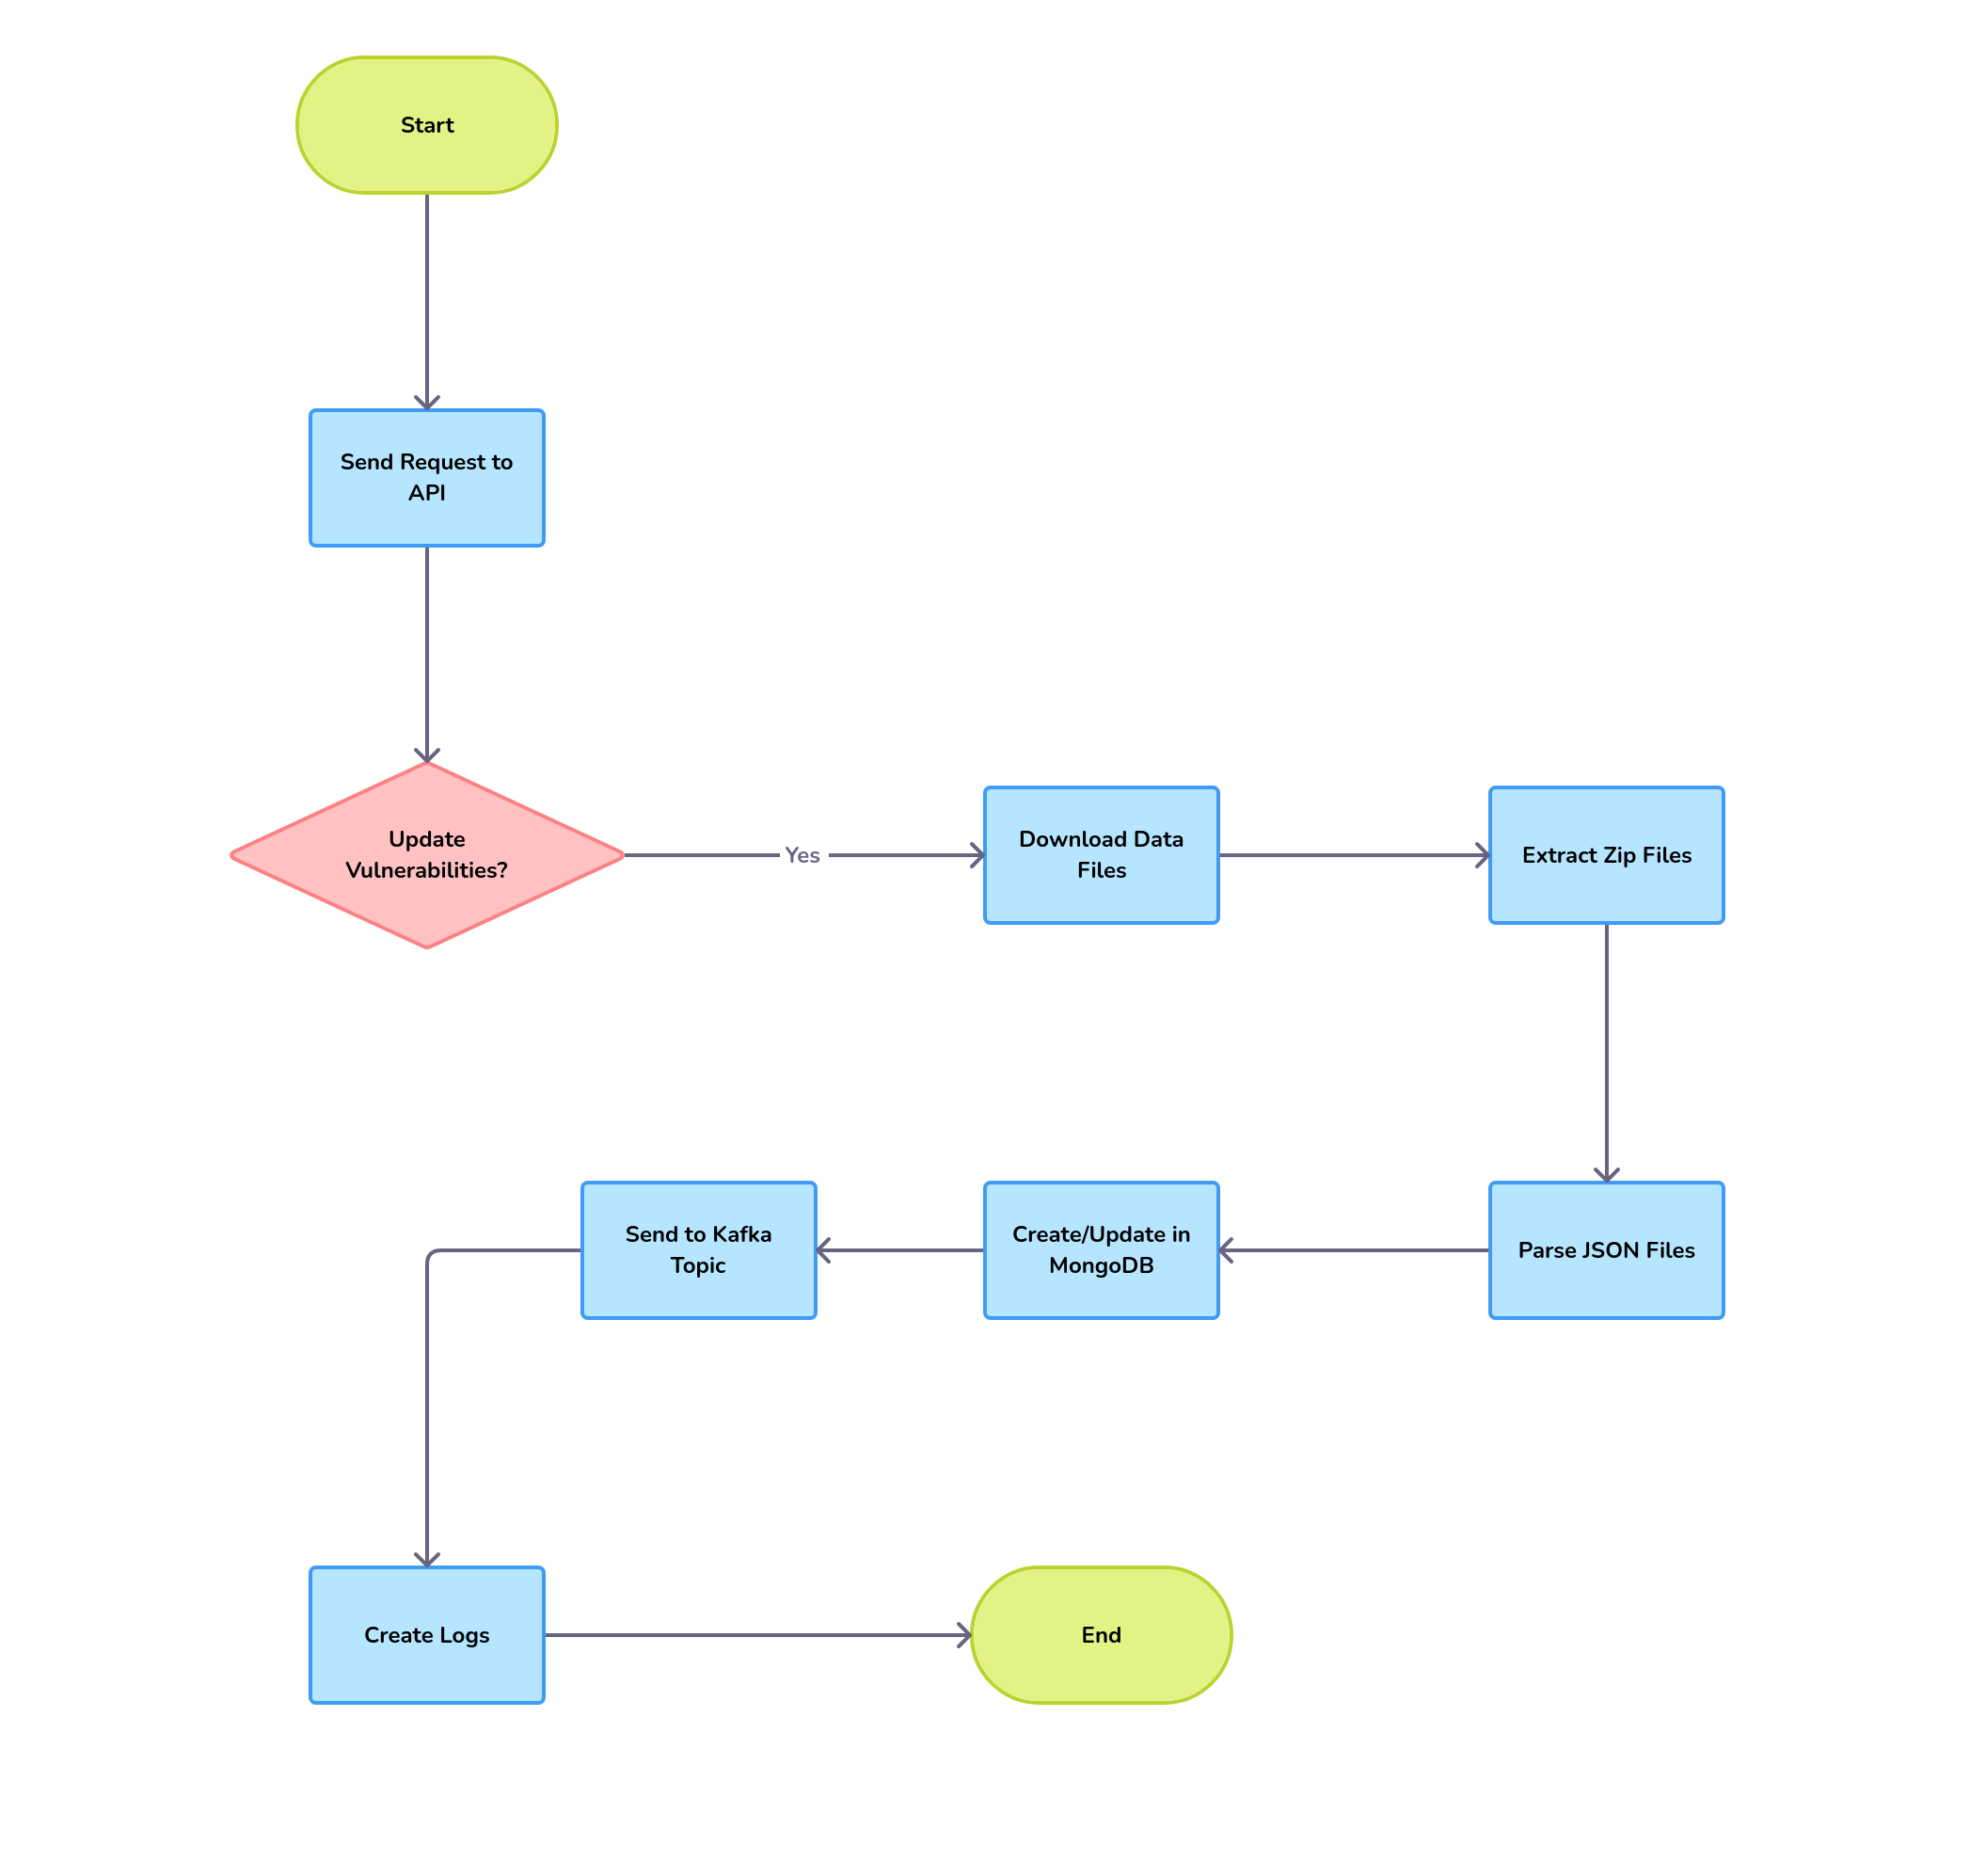 Start
Send Request to
API
Update
Vulnerabilities?
Yes
Download Data
Files
Extract Zip Files
Parse JSON Files
Create/Update in
MongoDB
Send to Kafka
Topic
Create Logs
End